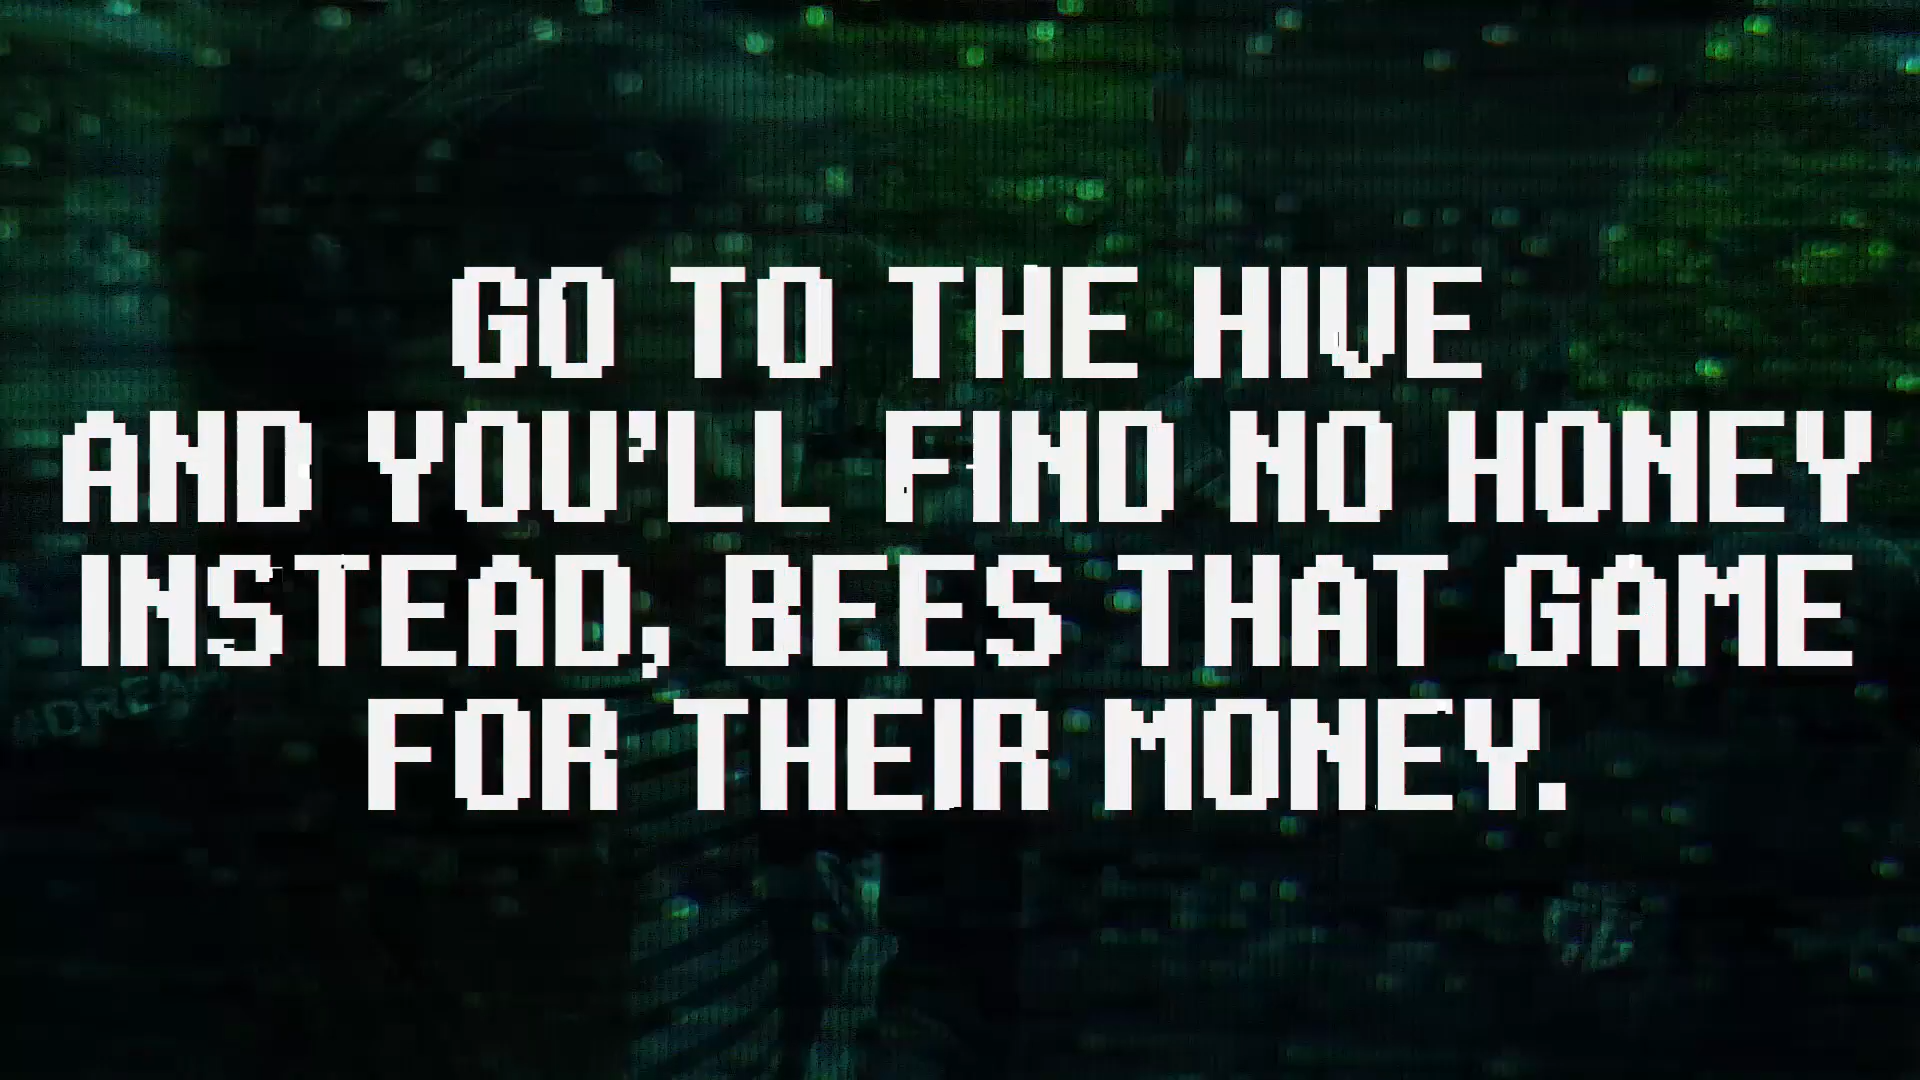 GO TO THE HIVE
AND YOU'LL FIND NO HONEY
INSTEAD, BEES THAT GAME
FOR THEIR MONEY.